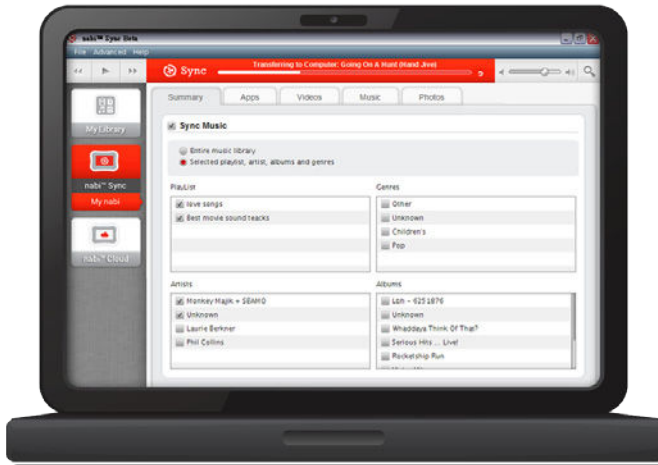 nabi™ Sync Beta
File Advanced Help
Sync
Transferring to Computer: Going On A Hunt (Hand Jive)
Summary
Apps
Videos
Music
Photos
My Library
nabi™ Sync
My nabi
nabi™ Cloud
Sync Music
Entire music library
Selected playlist, artist, albums and genres
PlayList
love songs
Best movie sound teacks
Genres
Other
Unknown
Children's
Pop
Artists
Monkey Majik + SEAMO
Unknown
Laurie Berkner
Phil Collins
Albums
Unknown
Whaddaya Think Of That?
Serious Hits ... Live!
Rocketship Run